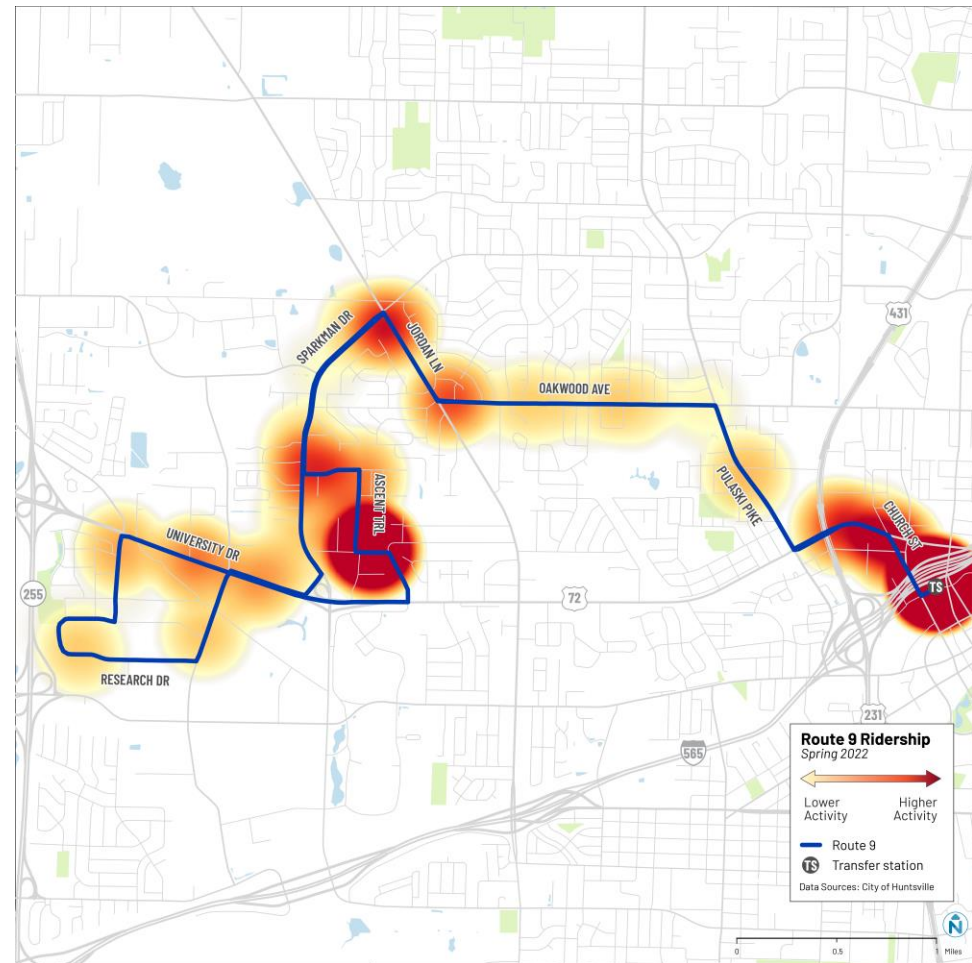 431
SPARKMAN DR
JORDAN LN
OAKWOOD AVE
ASCENT TRL
PULASKI PIKE
CHURCH ST
UNIVERSITY DR
255
72
TS
RESEARCH DR
231
565
Route 9 Ridership
Spring 2022
Lower
Activity
Higher
Activity
Route 9
TS Transfer station
Data Sources: City of Huntsville
N
0 0.5 1 Miles